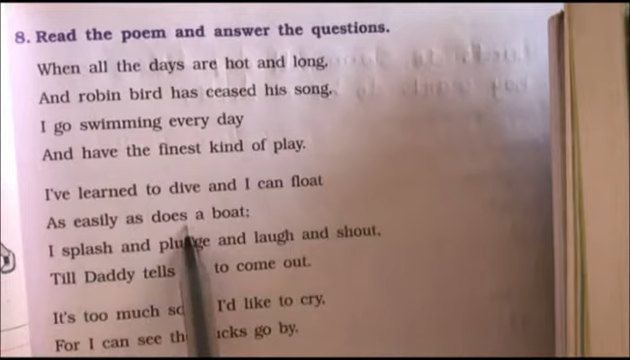 8. Read the poem and answer the questions.
When all the days are hot and long,
And robin bird has ceased his song,
I go swimming every day
And have the finest kind of play.
I've learned to dive and I can float
As easily as does a boat;
I splash and plunge and laugh and shout.
Till Daddy tells to come out.
It's too much I'd like to cry,
For I can see go by.